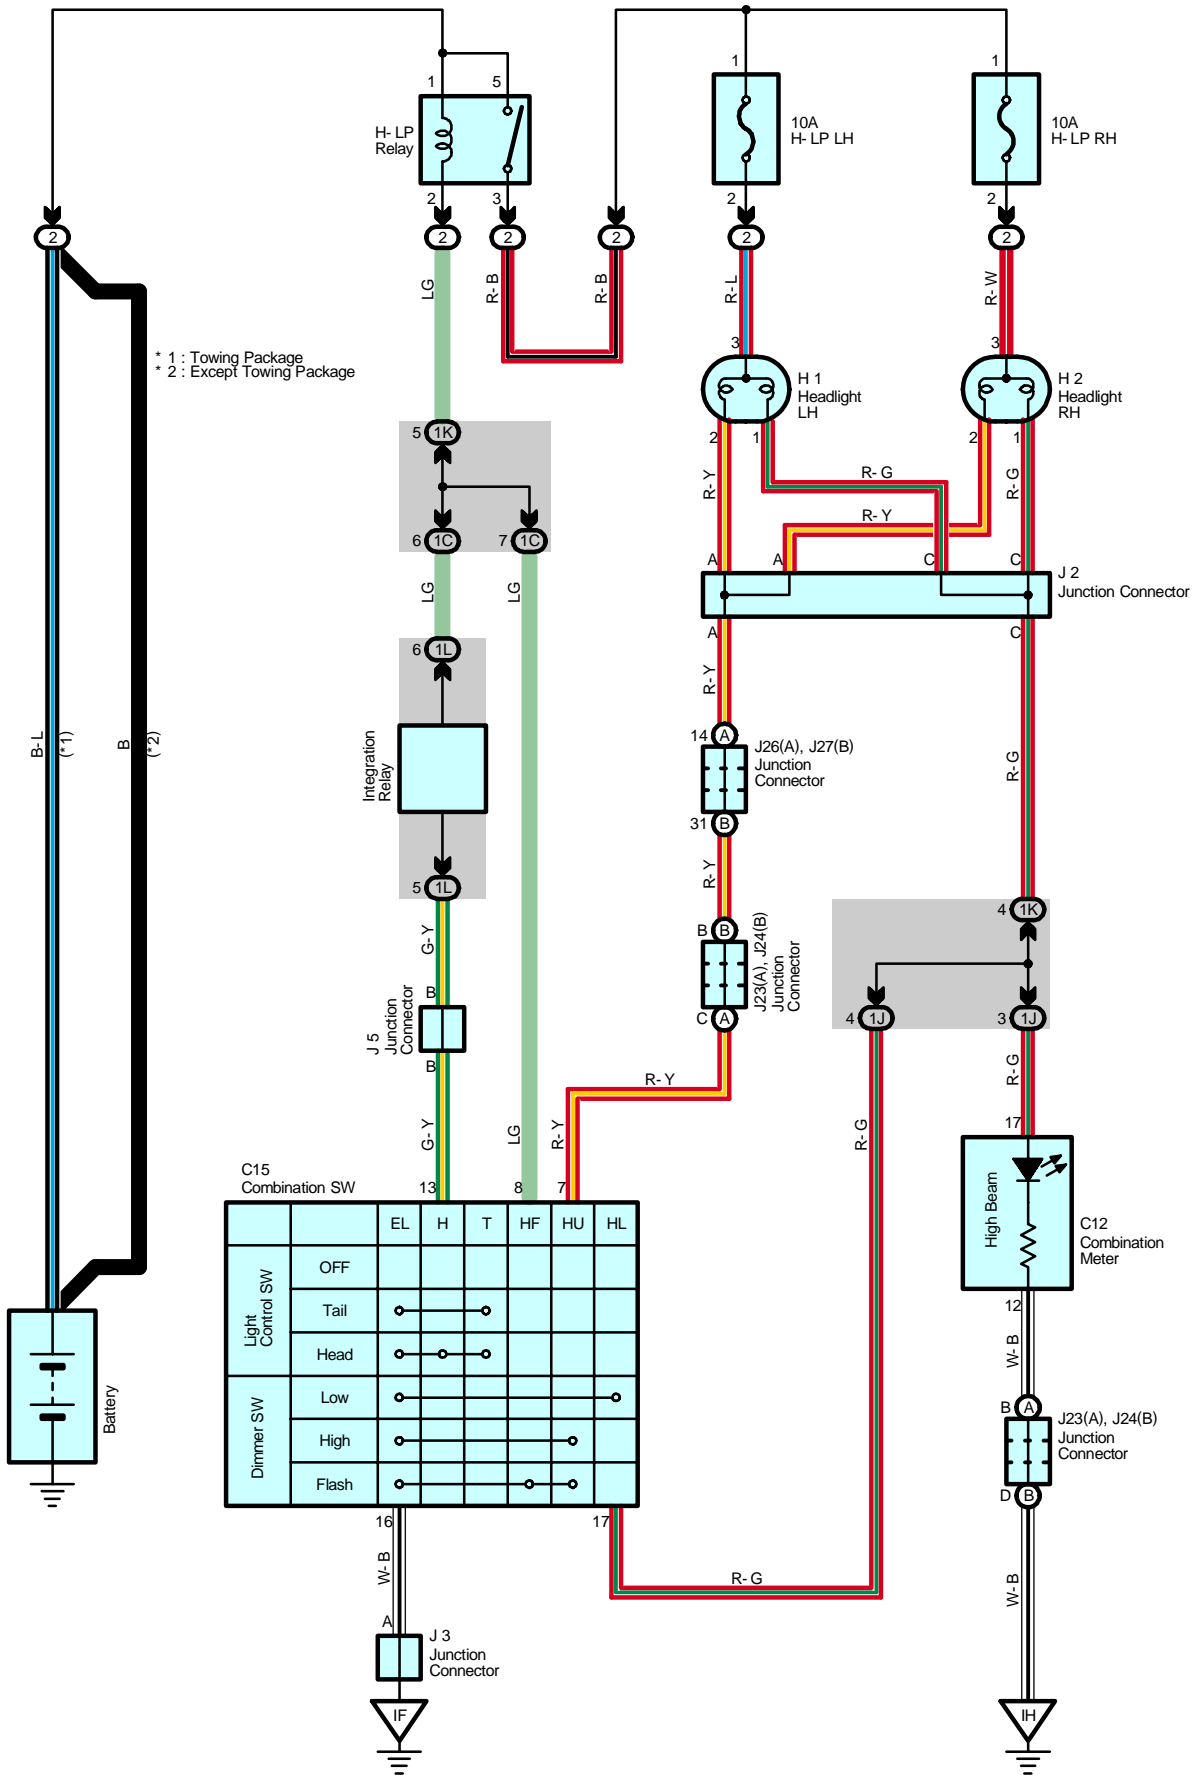 1
5
1
1
H- LP
Relay
10A
H- LP LH
10A
H- LP RH
2
3
2
2
2
2
2
2
2
2
LG
R- B
R- B
R- L
R- W
* 1 : Towing Package
* 2 : Except Towing Package
3
3
H 1
Headlight
LH
H 2
Headlight
RH
2
1
2
1
5
1K
R- Y
R- G
R- Y
R- G
6
1C
7
1C
A
A
C
C
J 2
Junction Connector
LG
LG
A
C
6
1L
R- Y
B- L
(*1)
B
(*2)
Integration
Relay
14
A
J26(A), J27(B)
Junction
Connector
31
B
R- G
5
1L
R- Y
G- Y
B
B
J23(A), J24(B)
Junction
Connector
C
A
4
1K
4
1J
3
1J
B
J 5
Junction
Connector
B
R- Y
R- G
G- Y
LG
R- Y
R- G
17
C15
Combination SW
13
8
7
High Beam
C12
Combination
Meter
12
EL
H
T
HF
HU
HL
Light
Control SW
OFF
Tail
Head
Dimmer SW
Low
High
Flash
Battery
W- B
B
A
J23(A), J24(B)
Junction
Connector
D
B
16
17
W- B
R- G
W- B
A
J 3
Junction
Connector
IF
IH